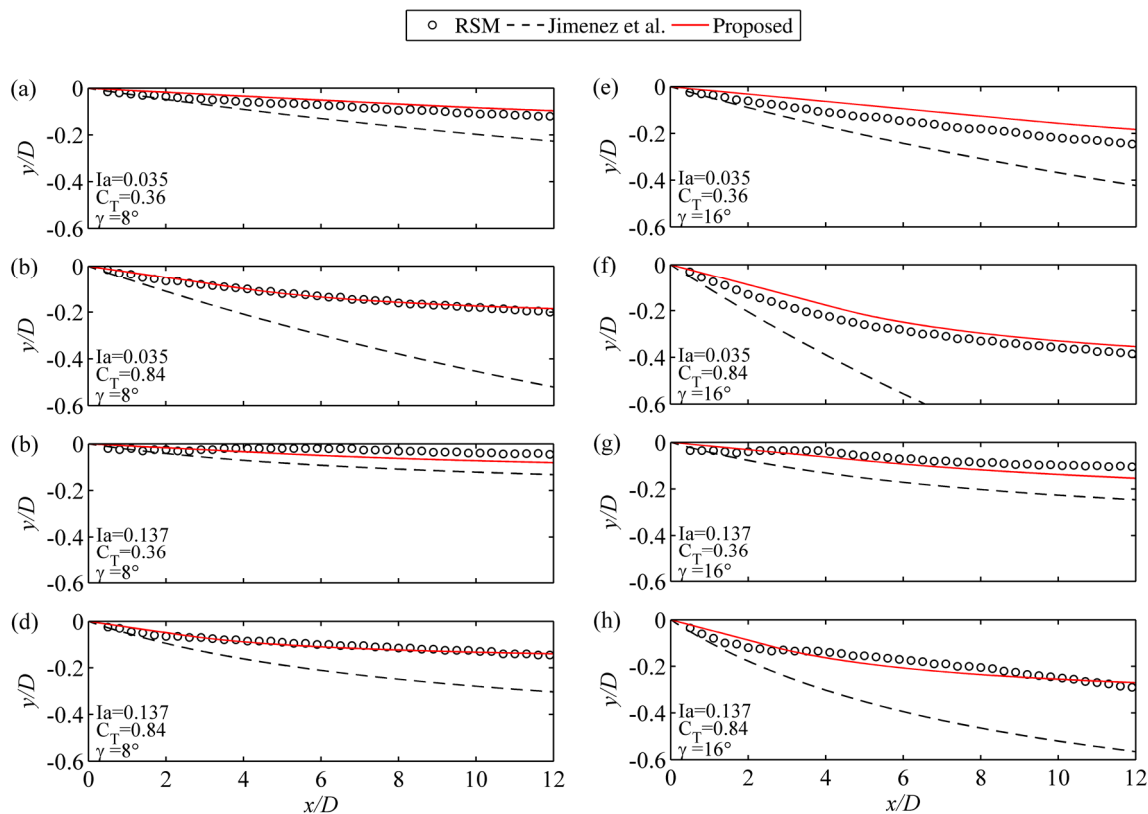 RSM Jimenez et al. Proposed
(a)
0
-0.2
-0.4
-0.6
y/D
Ia=0.035
C_T=0.36
γ =8°
(b)
0
-0.2
-0.4
-0.6
y/D
Ia=0.035
C_T=0.84
γ =8°
(b)
0
-0.2
-0.4
-0.6
y/D
Ia=0.137
C_T=0.36
γ =8°
(d)
0
-0.2
-0.4
-0.6
y/D
Ia=0.137
C_T=0.84
γ =8°
0 2 4 6 8 10 12
x/D
(e)
0
-0.2
-0.4
-0.6
y/D
Ia=0.035
C_T=0.36
γ =16°
(f)
0
-0.2
-0.4
-0.6
y/D
Ia=0.035
C_T=0.84
γ =16°
(g)
0
-0.2
-0.4
-0.6
y/D
Ia=0.137
C_T=0.36
γ =16°
(h)
0
-0.2
-0.4
-0.6
y/D
Ia=0.137
C_T=0.84
γ =16°
0 2 4 6 8 10 12
x/D